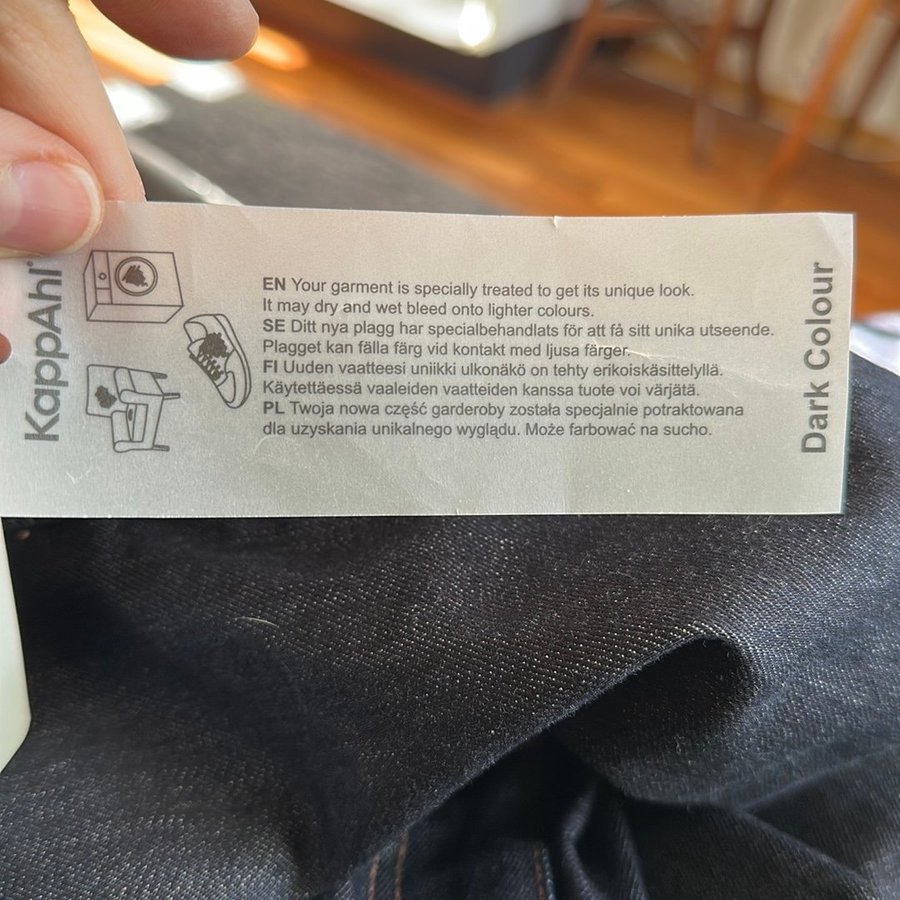 KappAhl
EN Your garment is specially treated to get its unique look.
It may dry and wet bleed onto lighter colours.
SE Ditt nya plagg har specialbehandlats för att få sitt unika utseende.
Plagget kan fälla färg vid kontakt med ljusa färger.
FI Uuden vaatteesi uniikki ulkonäkö on tehty erikoiskäsittelyllä.
Käytettäessä vaaleiden vaatteiden kanssa tuote voi värjätä.
PL Twoja nowa część garderoby została specjalnie potraktowana
dla uzyskania unikalnego wyglądu. Może farbować na sucho.
Dark Colour